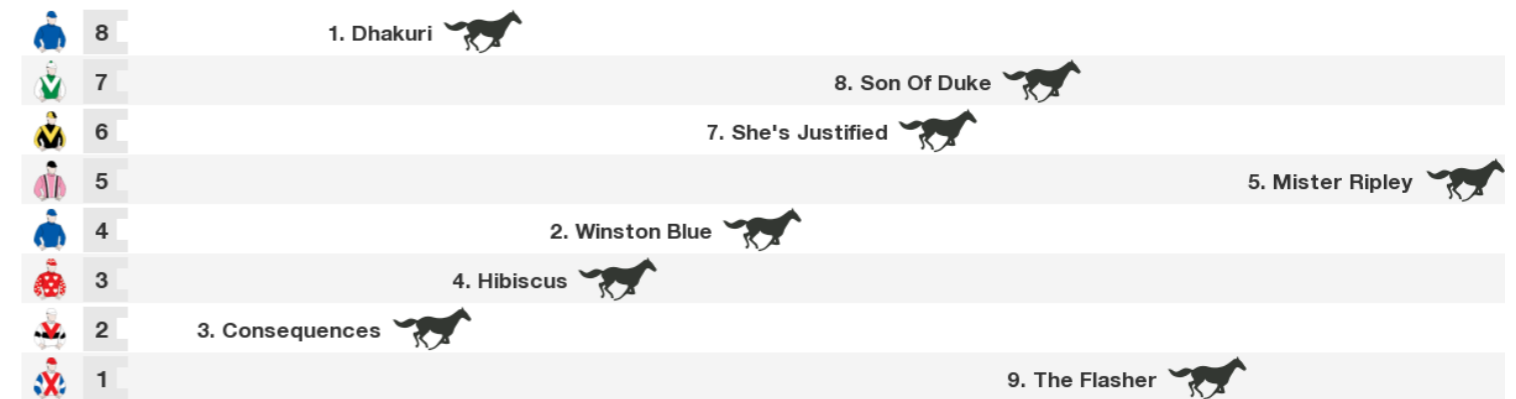 8 1. Dhakuri
7 8. Son Of Duke
6 7. She's Justified
5 5. Mister Ripley
4 2. Winston Blue
3 4. Hibiscus
2 3. Consequences
1 9. The Flasher